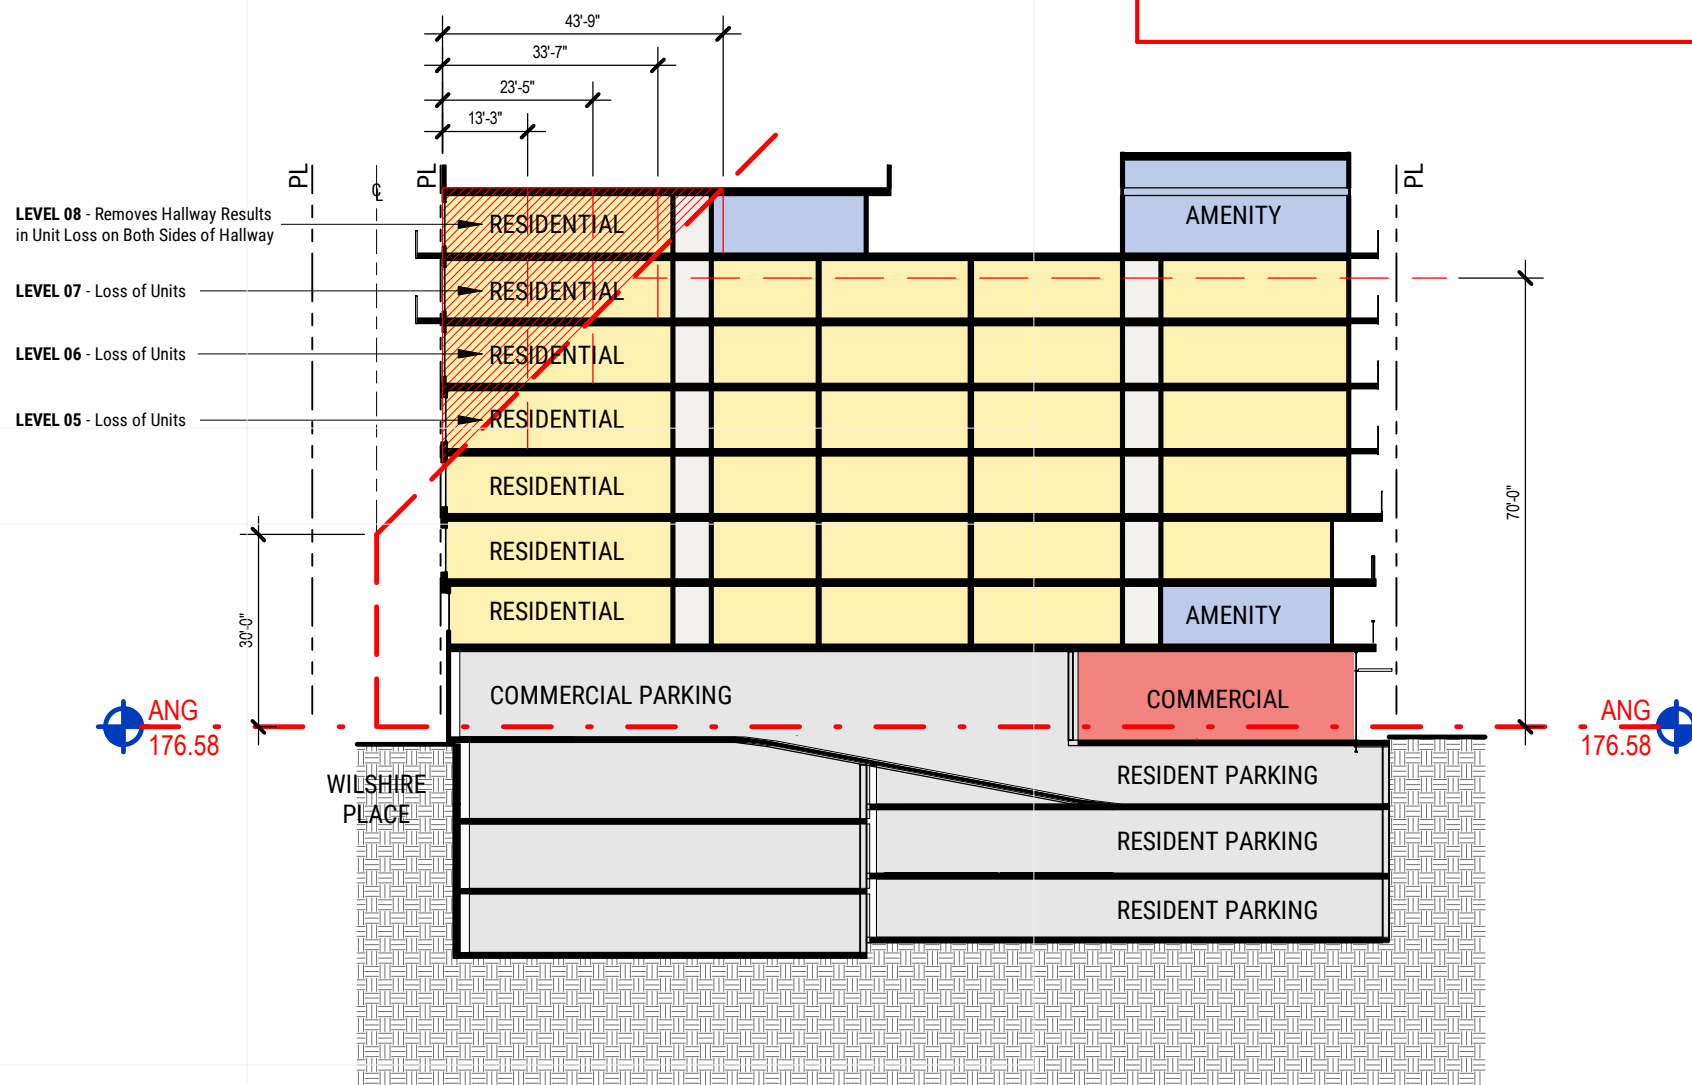 43'-9"
33'-7"
23'-5"
13'-3"
PL
℄
PL
PL
LEVEL 08 - Removes Hallway Results
in Unit Loss on Both Sides of Hallway
RESIDENTIAL
AMENITY
LEVEL 07 - Loss of Units
RESIDENTIAL
LEVEL 06 - Loss of Units
RESIDENTIAL
LEVEL 05 - Loss of Units
RESIDENTIAL
RESIDENTIAL
70'-0"
RESIDENTIAL
30'-0"
RESIDENTIAL
AMENITY
COMMERCIAL PARKING
COMMERCIAL
ANG
176.58
ANG
176.58
WILSHIRE
PLACE
RESIDENT PARKING
RESIDENT PARKING
RESIDENT PARKING